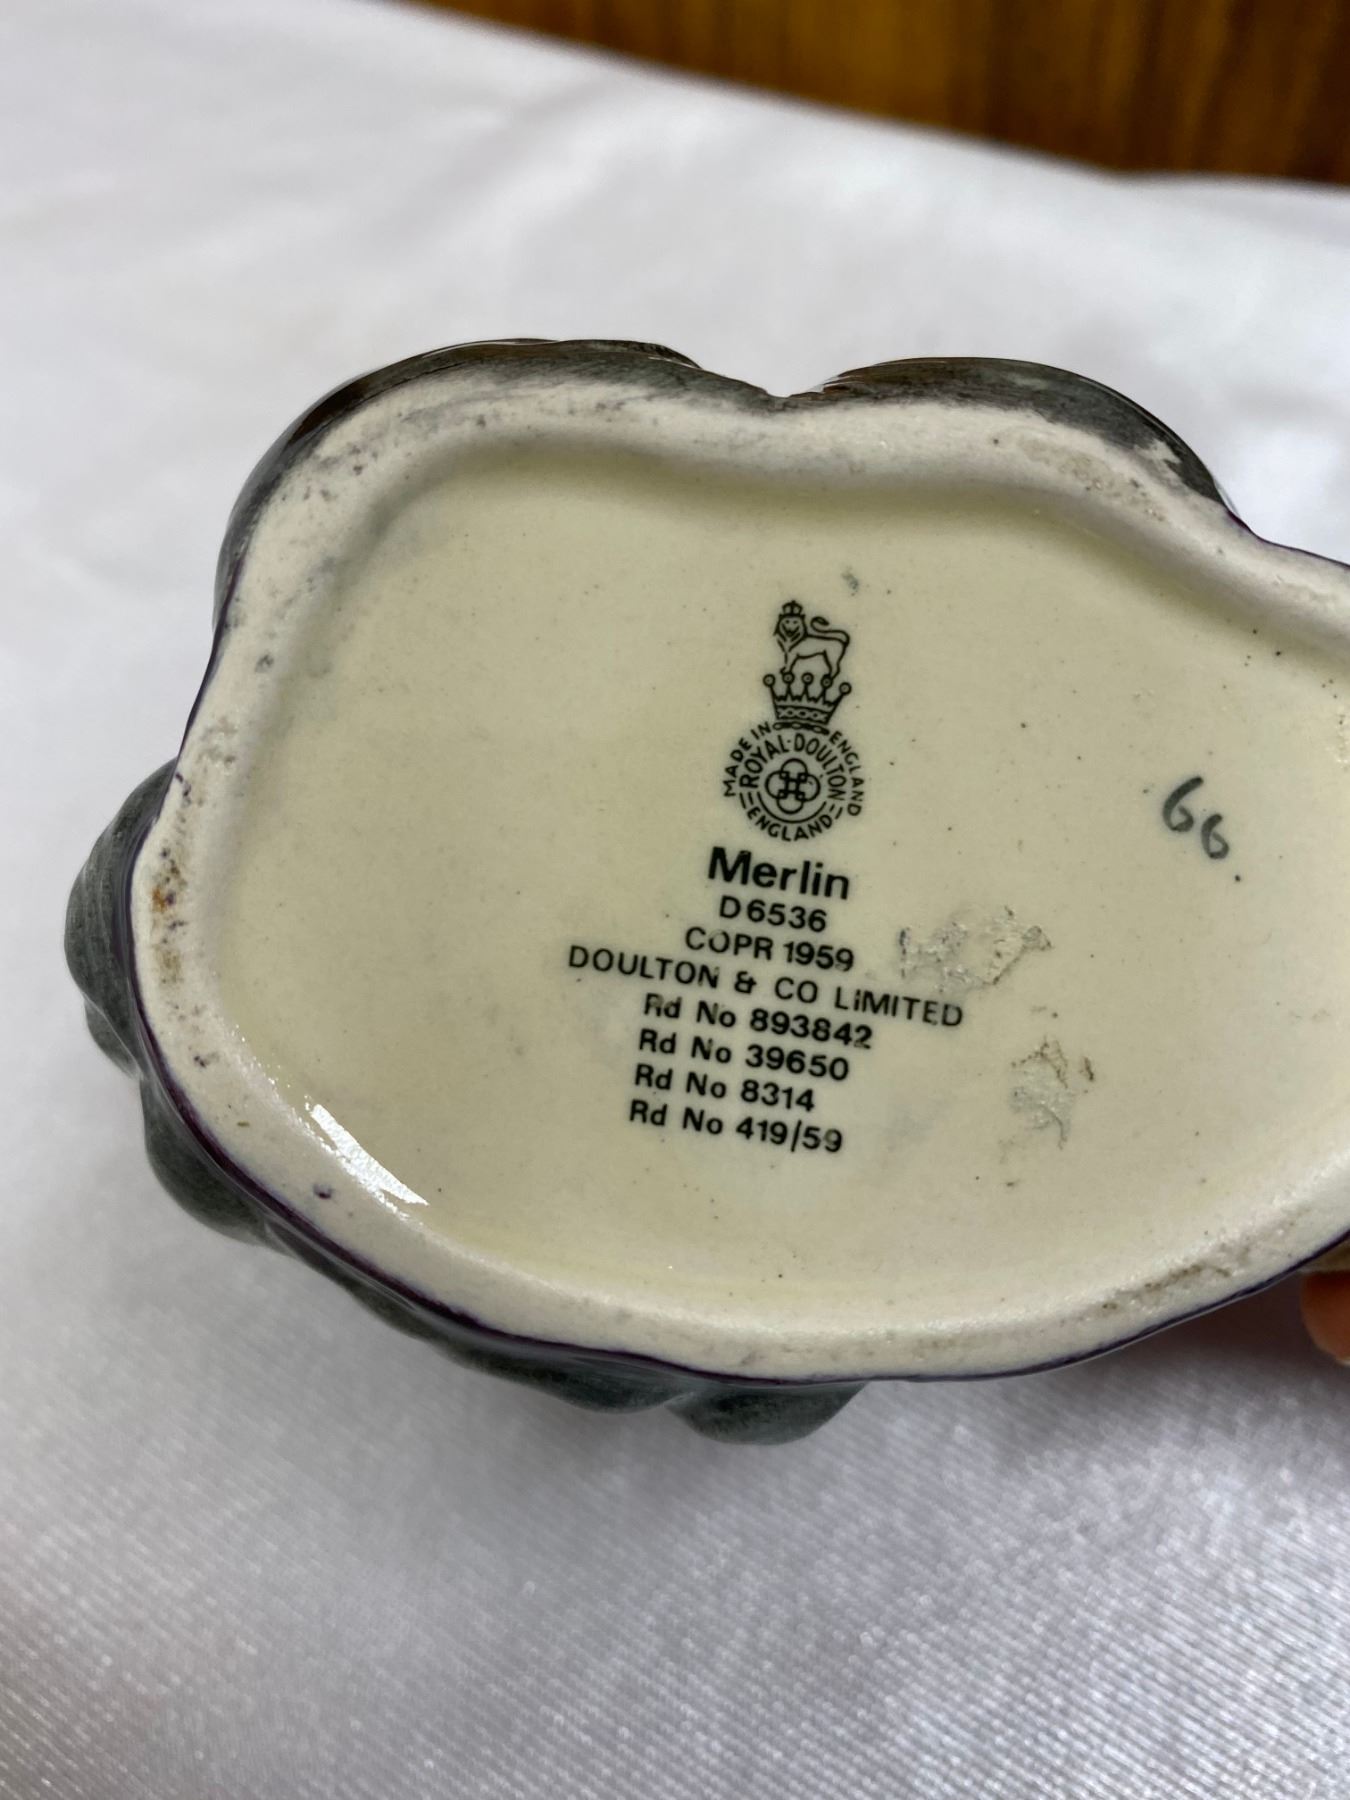 MADE IN ENGLAND
ROYAL·DOULTON
ENGLAND
Merlin
D6536
COPR 1959
DOULTON & CO LIMITED
Rd No 893842
Rd No 39650
Rd No 8314
Rd No 419/59
66.